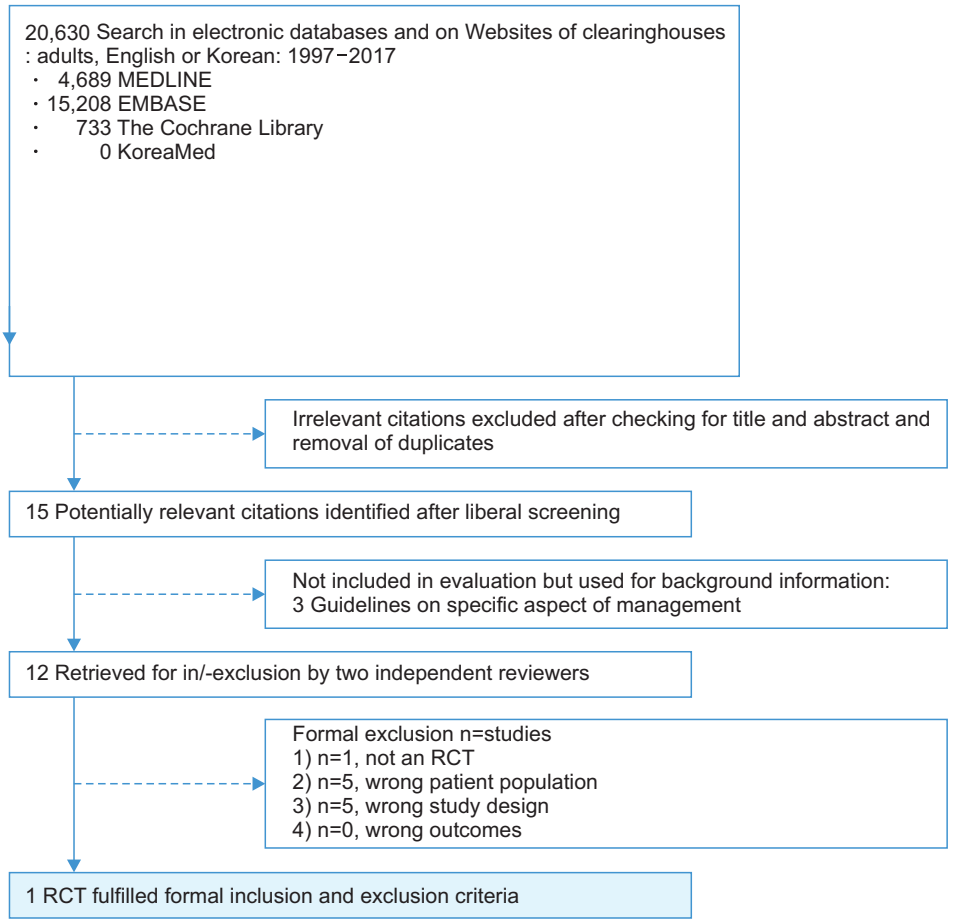 20,630 Search in electronic databases and on Websites of clearinghouses
: adults, English or Korean: 1997−2017
· 4,689 MEDLINE
· 15,208 EMBASE
· 733 The Cochrane Library
· 0 KoreaMed
Irrelevant citations excluded after checking for title and abstract and
removal of duplicates
15 Potentially relevant citations identified after liberal screening
Not included in evaluation but used for background information:
3 Guidelines on specific aspect of management
12 Retrieved for in/-exclusion by two independent reviewers
Formal exclusion n=studies
1) n=1, not an RCT
2) n=5, wrong patient population
3) n=5, wrong study design
4) n=0, wrong outcomes
1 RCT fulfilled formal inclusion and exclusion criteria